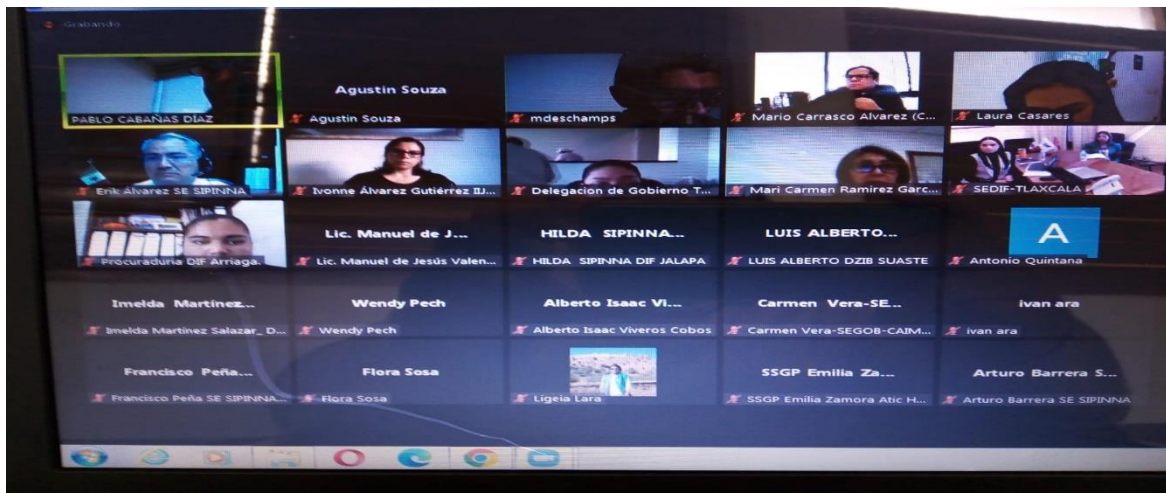 Grabando
PABLO CABAÑAS DÍAZ
Agustin Souza
Agustin Souza
mdeschamps
Mario Carrasco Alvarez (C...
Laura Casares
Erik Álvarez SE SIPINNA
Ivonne Álvarez Gutiérrez IJ...
Delegacion de Gobierno T...
Mari Carmen Ramirez Garc...
SEDIF-TLAXCALA
Procuraduria DIF Arriaga.
Lic. Manuel de J...
Lic. Manuel de Jesús Valen...
HILDA SIPINNA...
HILDA SIPINNA DIF JALAPA
LUIS ALBERTO...
LUIS ALBERTO DZIB SUASTE
A
Antonio Quintana
Imelda Martínez...
Imelda Martínez Salazar_ D...
Wendy Pech
Wendy Pech
Alberto Isaac Vi...
Alberto Isaac Viveros Cobos
Carmen Vera-SE...
Carmen Vera-SEGOB-CAIM...
ivan ara
ivan ara
Francisco Peña...
Francisco Peña SE SIPINNA...
Flora Sosa
Flora Sosa
Ligeia Lara
SSGP Emilia Za...
SSGP Emilia Zamora Atic H...
Arturo Barrera S...
Arturo Barrera SE SIPINNA